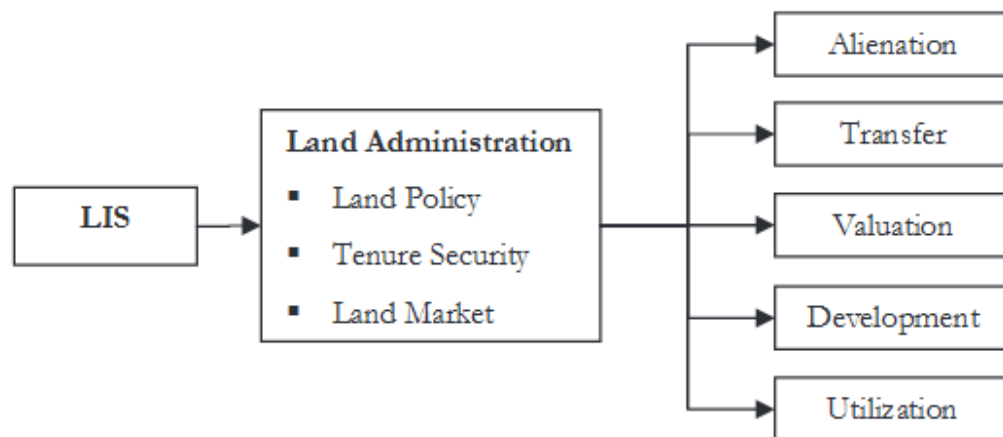 LIS
Land Administration
▪ Land Policy
▪ Tenure Security
▪ Land Market
Alienation
Transfer
Valuation
Development
Utilization